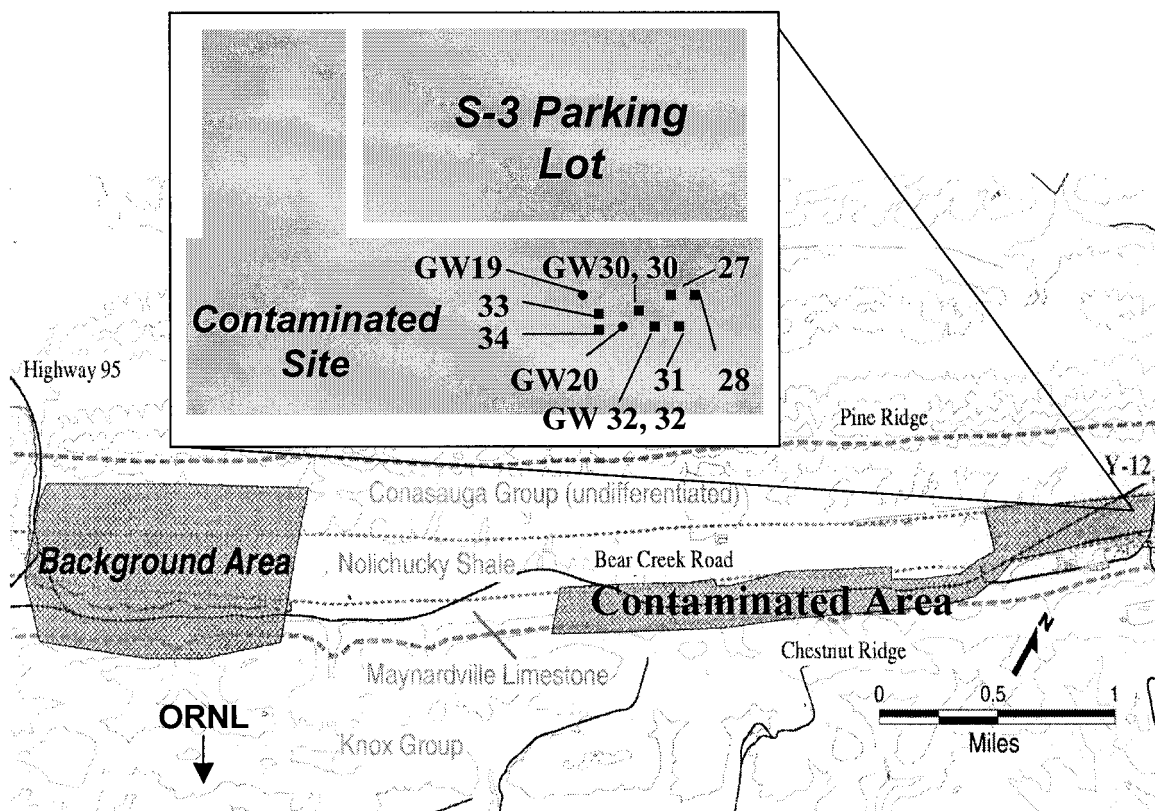 S-3 Parking
Lot
GW19 GW30, 30 27
33
Contaminated
34
Site
GW20 31 28
GW 32, 32
Highway 95
Pine Ridge
Y-12
Conasauga Group (undifferentiated)
Background Area
Nolichucky Shale
Bear Creek Road
Contaminated Area
N
Maynardville Limestone
Chestnut Ridge
0 0.5 1
Miles
ORNL
Knox Group